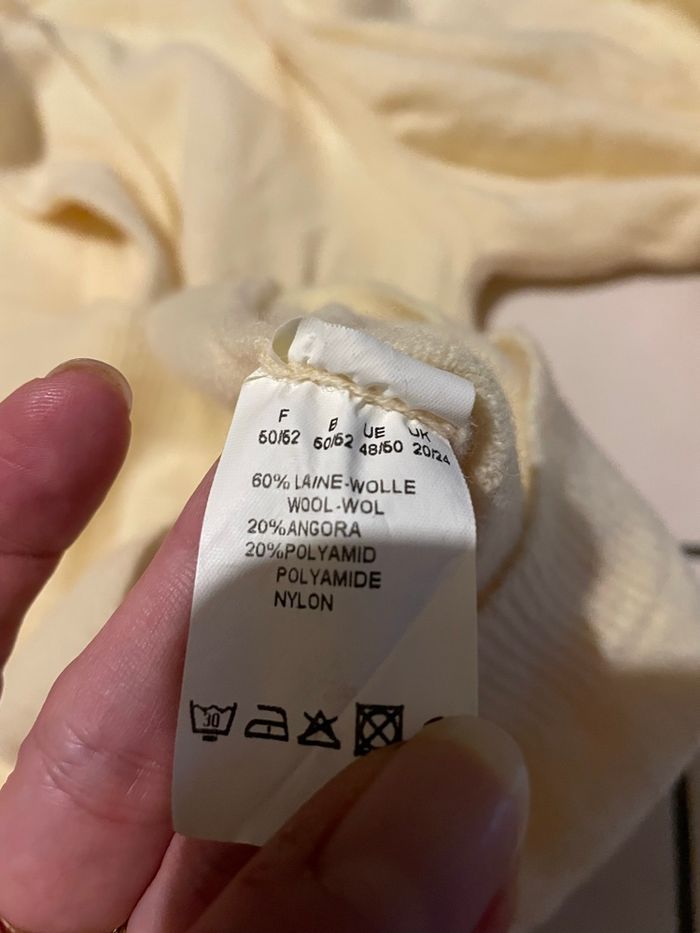 F B UE UK
50/52 50/52 48/50 20/24
60% LAINE-WOLLE
WOOL-WOL
20%ANGORA
20%POLYAMID
POLYAMIDE
NYLON
30